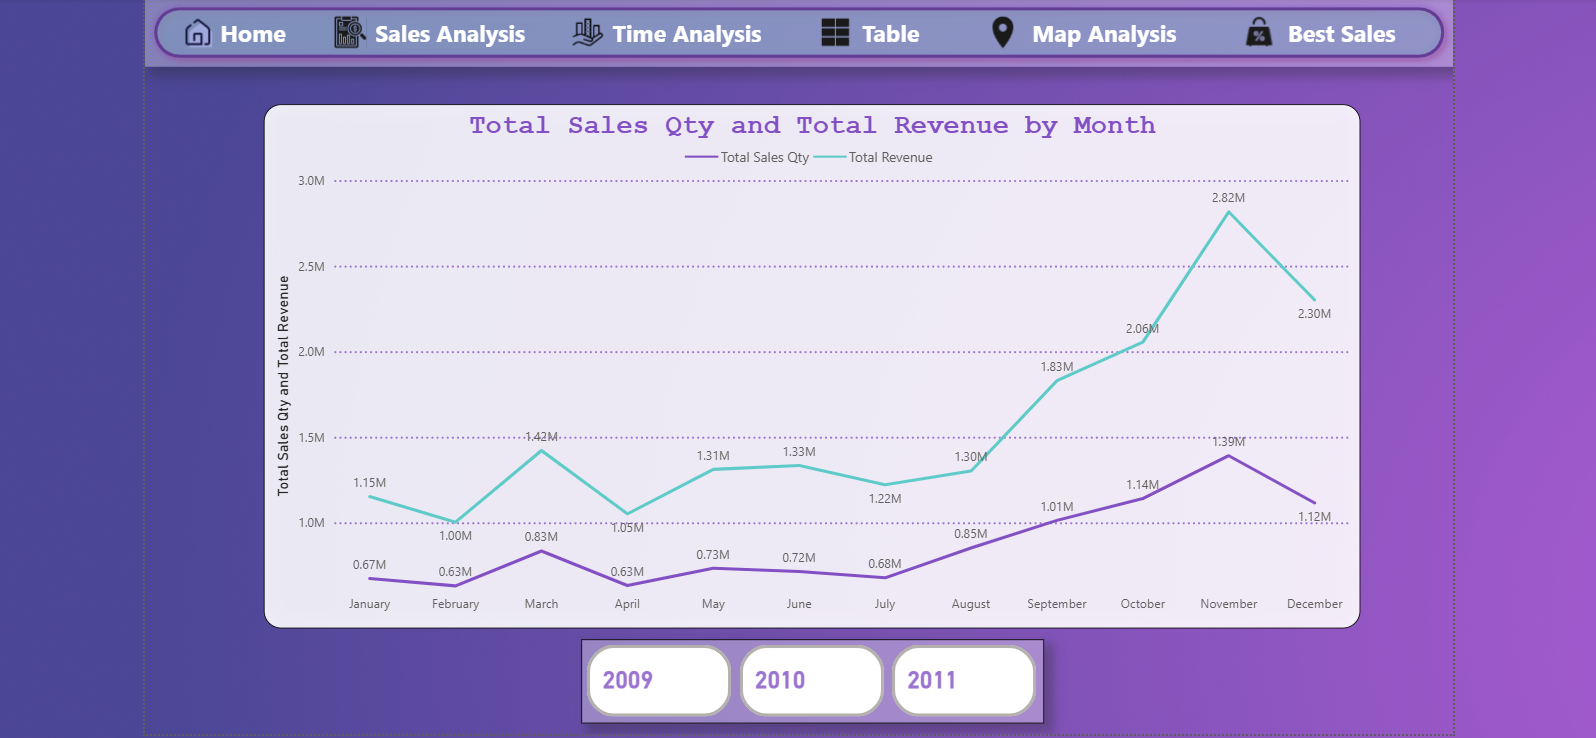 Home Sales Analysis Time Analysis Table Map Analysis Best Sales
Total Sales Qty and Total Revenue by Month
Total Sales Qty Total Revenue
Total Sales Qty and Total Revenue
3.0M
2.5M
2.0M
1.5M
1.0M
1.15M
1.00M
1.42M
1.05M
1.31M
1.33M
1.22M
1.30M
1.83M
2.06M
2.82M
2.30M
0.67M
0.63M
0.83M
0.63M
0.73M
0.72M
0.68M
0.85M
1.01M
1.14M
1.39M
1.12M
January February March April May June July August September October November December
2009 2010 2011